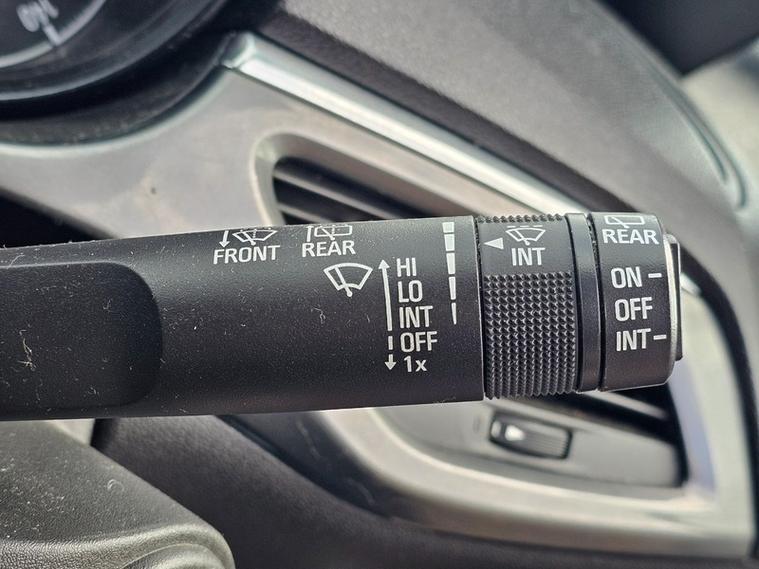 FRONT
REAR
HI
LO
INT
OFF
1x
INT
REAR
ON
OFF
INT